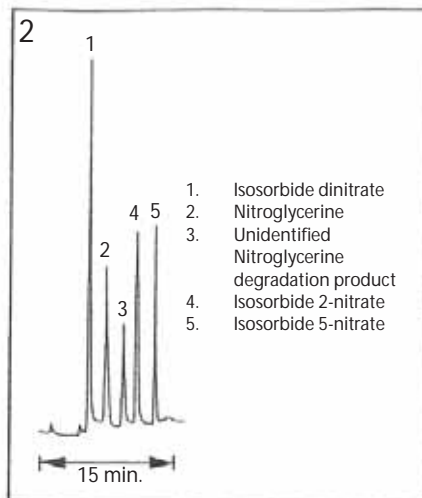 2
1
2
3
4
5
1. Isosorbide dinitrate
2. Nitroglycerine
3. Unidentified
Nitroglycerine
degradation product
4. Isosorbide 2-nitrate
5. Isosorbide 5-nitrate
15 min.